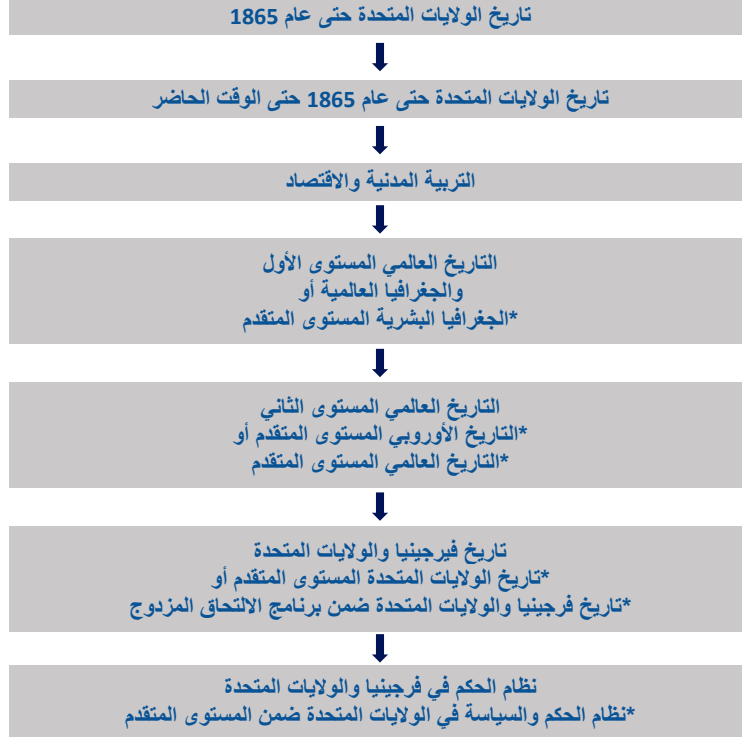 تاريخ الولايات المتحدة حتى عام 1865
تاريخ الولايات المتحدة حتى عام 1865 حتى الوقت الحاضر
التربية المدنية والاقتصاد
التاريخ العالمي المستوى الأول
والجغرافيا العالمية أو
*الجغرافيا البشرية المستوى المتقدم
التاريخ العالمي المستوى الثاني
*التاريخ الأوروبي المستوى المتقدم أو
*التاريخ العالمي المستوى المتقدم
تاريخ فيرجينيا والولايات المتحدة
*تاريخ الولايات المتحدة المستوى المتقدم أو
*تاريخ فرجينيا والولايات المتحدة ضمن برنامج الالتحاق المزدوج
نظام الحكم في فرجينيا والولايات المتحدة
*نظام الحكم والسياسة في الولايات المتحدة ضمن المستوى المتقدم